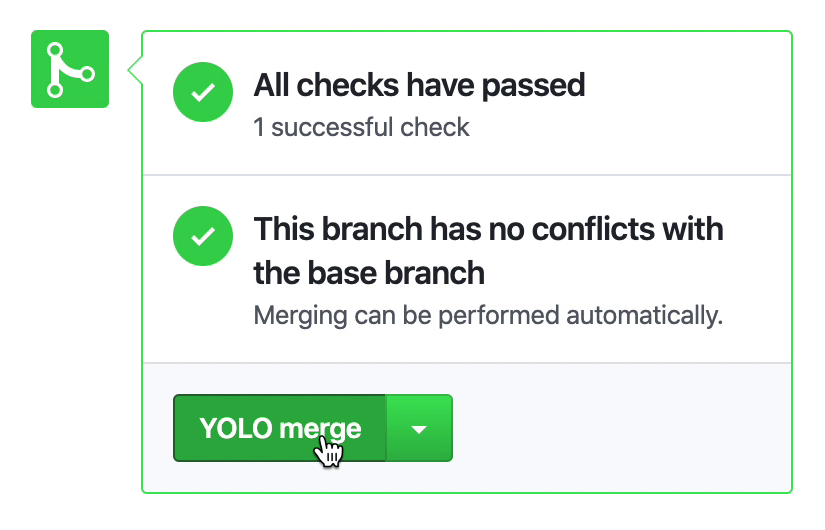 All checks have passed
1 successful check
This branch has no conflicts with
the base branch
Merging can be performed automatically.
YOLO merge